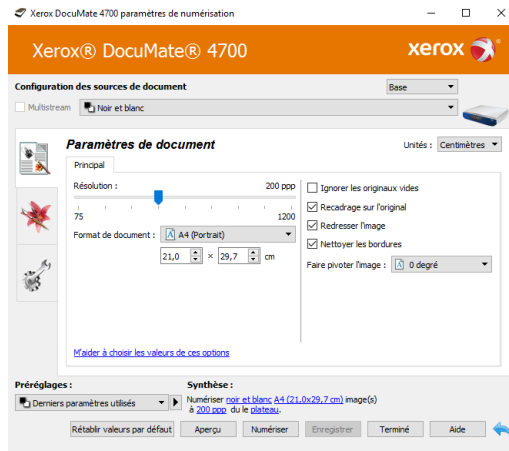 Xerox DocuMate 4700 paramètres de numérisation
Xerox® DocuMate® 4700
xerox
Configuration des sources de document
Base
Multistream
Noir et blanc
Paramètres de document
Unités :
Centimètres
Principal
Résolution :
200 ppp
75
1200
Format de document :
A4 (Portrait)
21,0 × 29,7 cm
Ignorer les originaux vides
Recadrage sur l'original
Redresser l'image
Nettoyer les bordures
Faire pivoter l'image :
0 degré
M'aider à choisir les valeurs de ces options
Préréglages :
Derniers paramètres utilisés
Synthèse :
Numériser noir et blanc A4 (21,0x29,7 cm) image(s)
à 200 ppp du le plateau.
Rétablir valeurs par défaut
Aperçu
Numériser
Enregistrer
Terminé
Aide